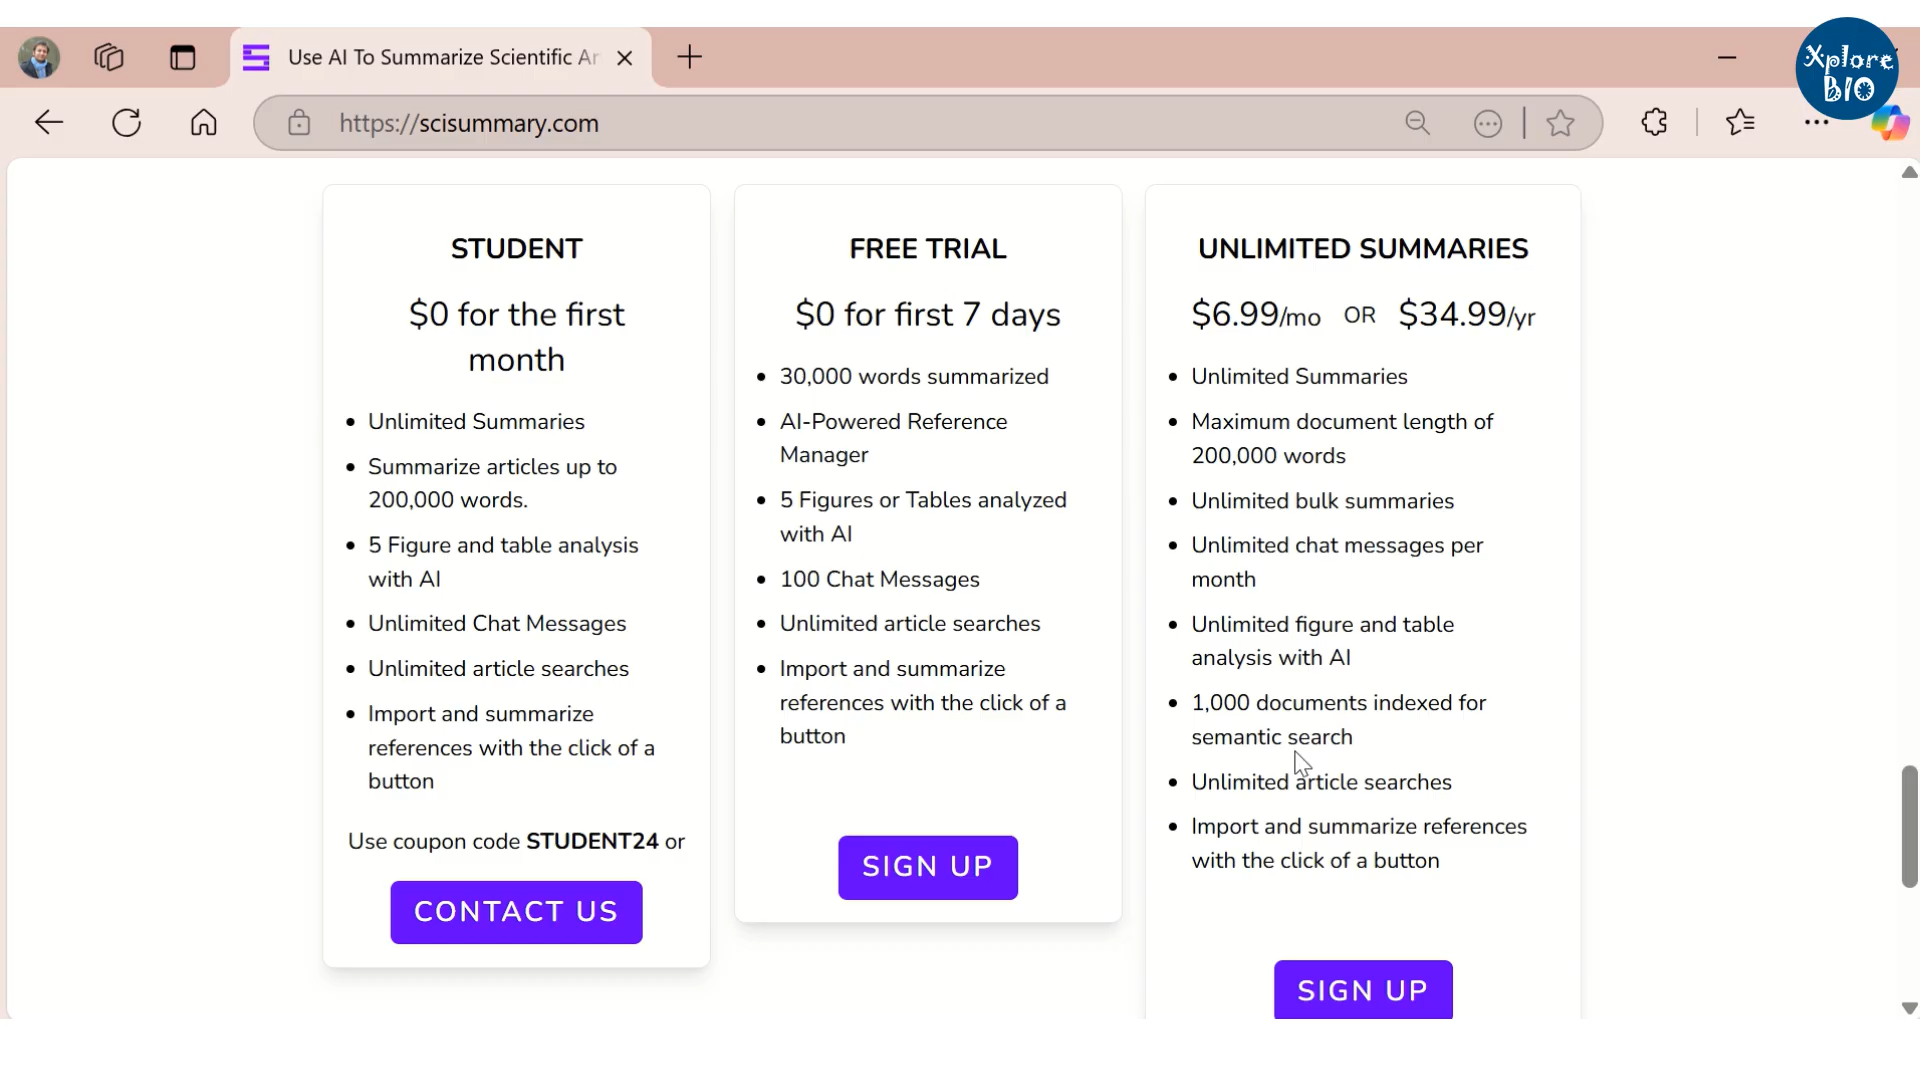 Use AI To Summarize Scientific Ar
Xplore
BIO
https://scisummary.com
STUDENT
$0 for the first
month
Unlimited Summaries
Summarize articles up to
200,000 words.
5 Figure and table analysis
with AI
Unlimited Chat Messages
Unlimited article searches
Import and summarize
references with the click of a
button
Use coupon code STUDENT24 or
CONTACT US
FREE TRIAL
$0 for first 7 days
30,000 words summarized
AI-Powered Reference
Manager
5 Figures or Tables analyzed
with AI
100 Chat Messages
Unlimited article searches
Import and summarize
references with the click of a
button
SIGN UP
UNLIMITED SUMMARIES
$6.99/mo OR $34.99/yr
Unlimited Summaries
Maximum document length of
200,000 words
Unlimited bulk summaries
Unlimited chat messages per
month
Unlimited figure and table
analysis with AI
1,000 documents indexed for
semantic search
Unlimited article searches
Import and summarize references
with the click of a button
SIGN UP